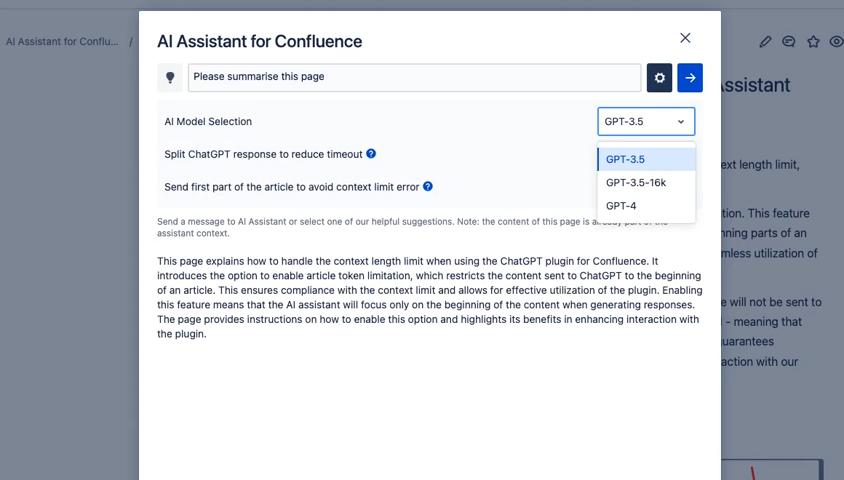 AI Assistant for Conflu... /
AI Assistant for Confluence
Please summarise this page
AI Model Selection
GPT-3.5
Split ChatGPT response to reduce timeout
GPT-3.5
GPT-3.5-16k
GPT-4
Send first part of the article to avoid context limit error
Send a message to AI Assistant or select one of our helpful suggestions. Note: the content of this page is already part of the
assistant context.
This page explains how to handle the context length limit when using the ChatGPT plugin for Confluence. It
introduces the option to enable article token limitation, which restricts the content sent to ChatGPT to the beginning
of an article. This ensures compliance with the context limit and allows for effective utilization of the plugin. Enabling
this feature means that the AI assistant will focus only on the beginning of the content when generating responses.
The page provides instructions on how to enable this option and highlights its benefits in enhancing interaction with
the plugin.
Assistant
length limit,
tion. This feature
nning parts of an
mless utilization of
e will not be sent to
- meaning that
uarantees
action with our